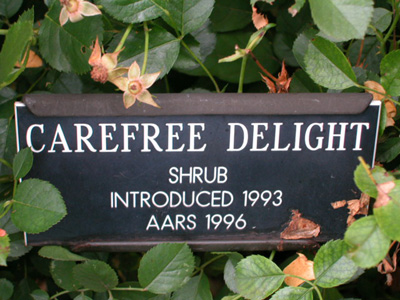 CAREFREE DELIGHT
SHRUB
INTRODUCED 1993
AARS 1996